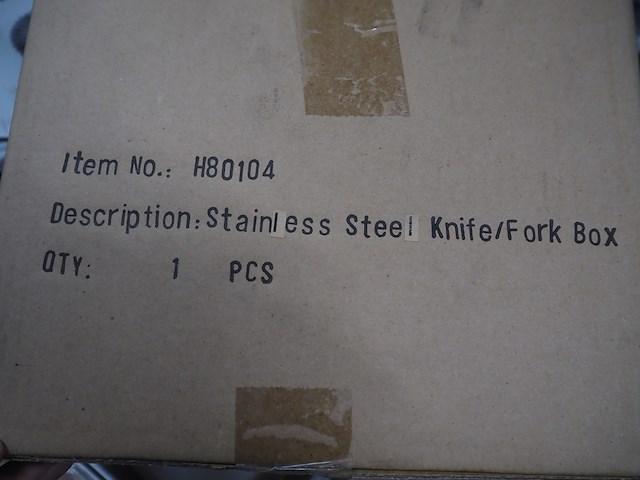 Item No.: H80104
Description:Stainless Steel Knife/Fork Box
QTY: 1 PCS